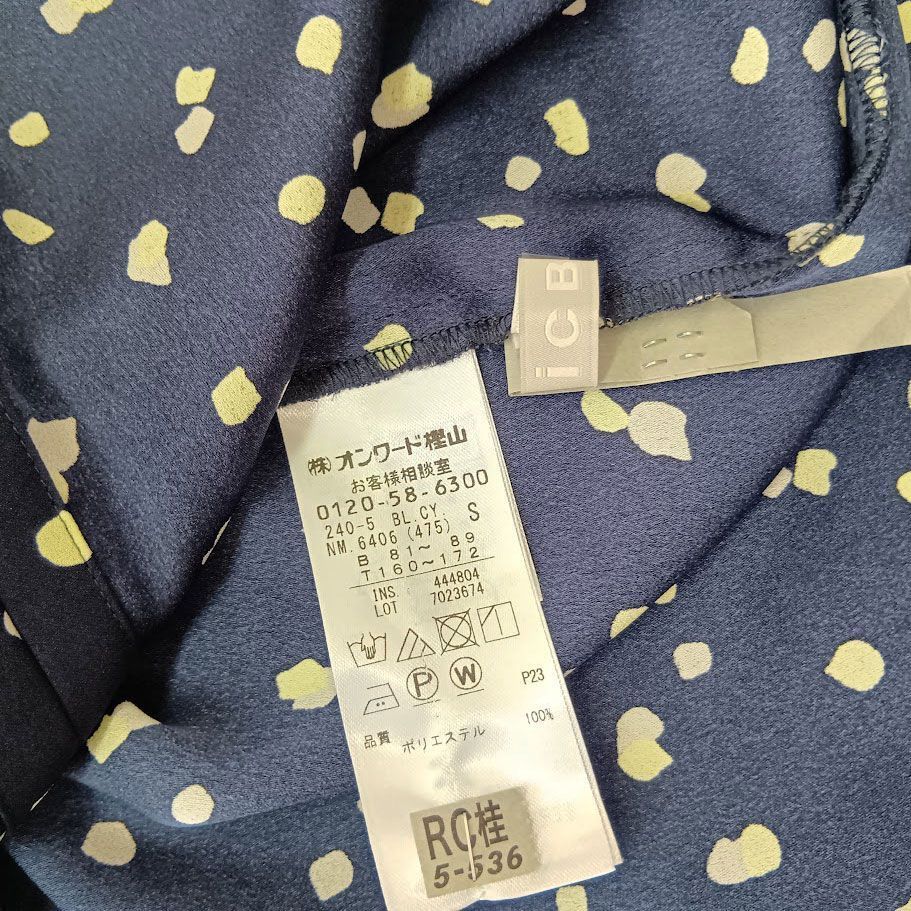 iCB
(株)オンワード樫山
お客様相談室
0120-58-6300
240-5 BL.CY. S
NM.6406(475)
B 81〜 89
T160〜172
INS. 444804
LOT 7023674
P W
P23
品質 ポリエステル 100%
RC桂
5-536